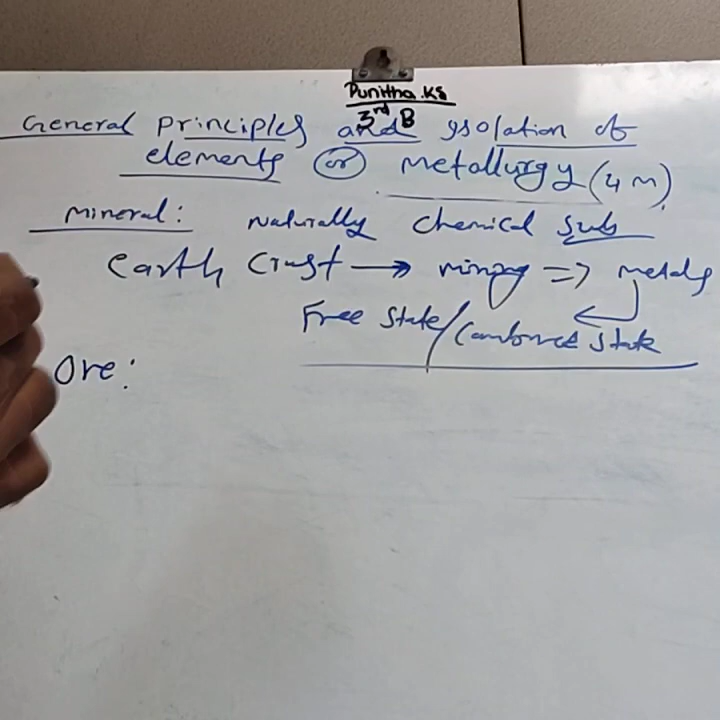 Punitha.KS
3rd B
General Principles and isolation of
elements (or) metallurgy (4 m)
mineral: Naturally chemical sub
earth crust → mining ⇒ metals
Free State/Combined State
Ore: